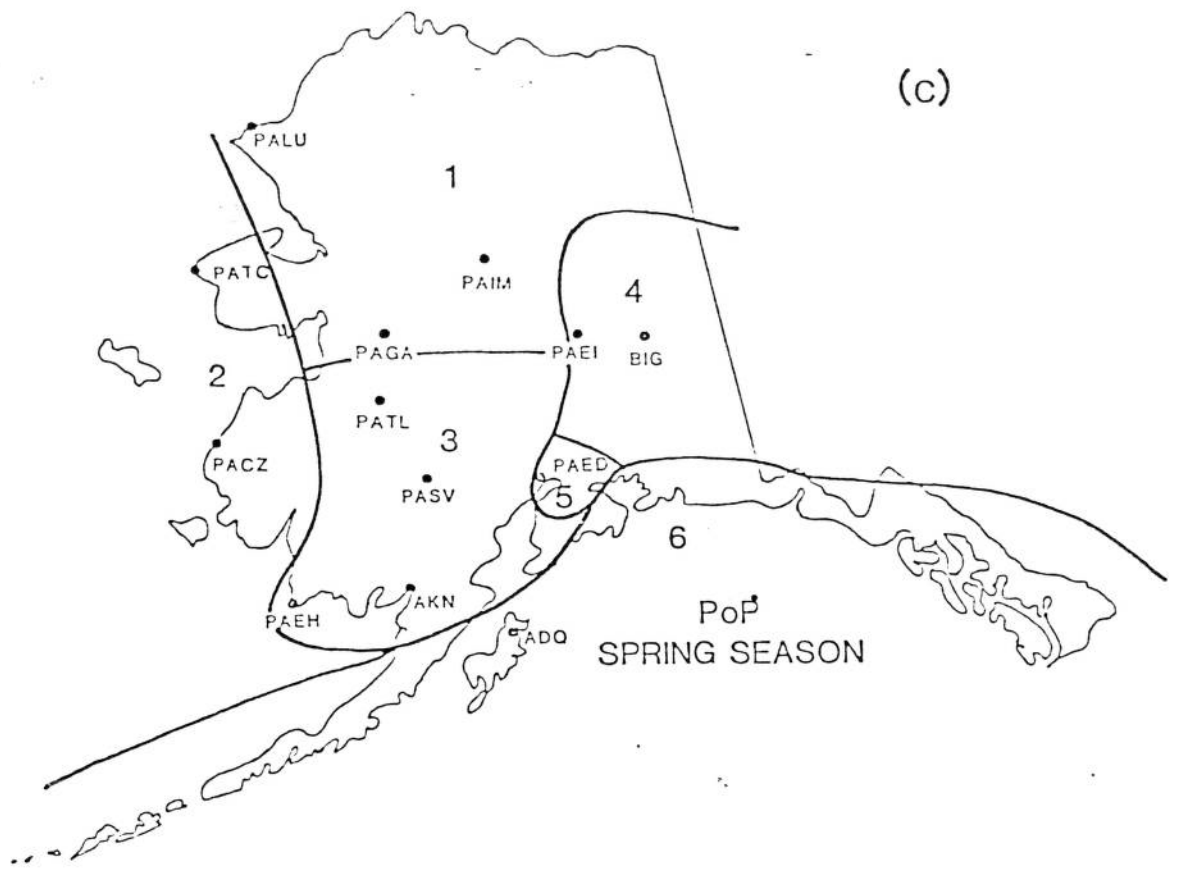 (c)
PALU
1
PATC
PAIM
4
PAGA
PAEI
BIG
2
PATL
3
PACZ
PAED
PASV
5
6
PAEH
AKN
ADQ
PoP
SPRING SEASON